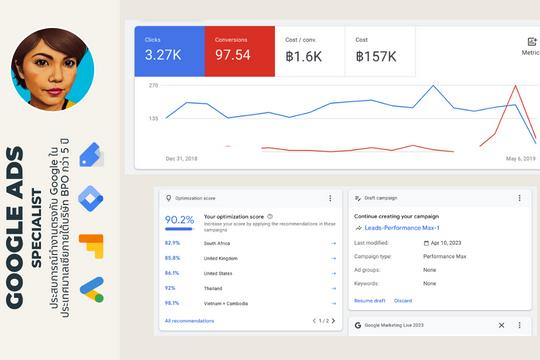 GOOGLE ADS
SPECIALIST
ประสบการณ์ทำงานตรงกับ Google ใน
ประเทศมาเลเซียภายใต้บริษัท BPO กว่า 5 ปี
Clicks
3.27K
Conversions
97.54
Cost / conv.
฿1.6K
Cost
฿157K
Metric
270
135
Dec 31, 2018
May 6, 2019
Optimization score
90.2%
Your optimization score
Increase your score by applying the recommendations in these
campaigns
82.9% South Africa
85.8% United Kingdom
86.1% United States
92% Thailand
98.1% Vietnam + Cambodia
All recommendations
1 / 2
Draft campaign
Continue creating your campaign
Leads-Performance Max-1
Last modified: Apr 10, 2023
Campaign type: Performance Max
Ad groups: None
Keywords: None
Resume draft Discard
Google Marketing Live 2023